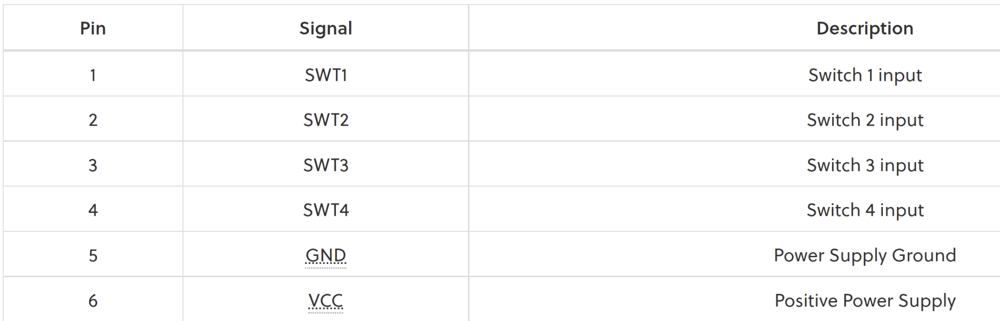 Pin Signal Description
1 SWT1 Switch 1 input
2 SWT2 Switch 2 input
3 SWT3 Switch 3 input
4 SWT4 Switch 4 input
5 GND Power Supply Ground
6 VCC Positive Power Supply